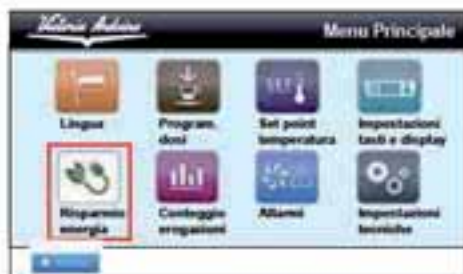 Victoria Arduino
Menu Principale
Lingua
Program.
dosi
Set point
temperatura
Impostazioni
tasti e display
Risparmio
energia
Conteggio
erogazioni
Allarmi
Impostazioni
tecniche